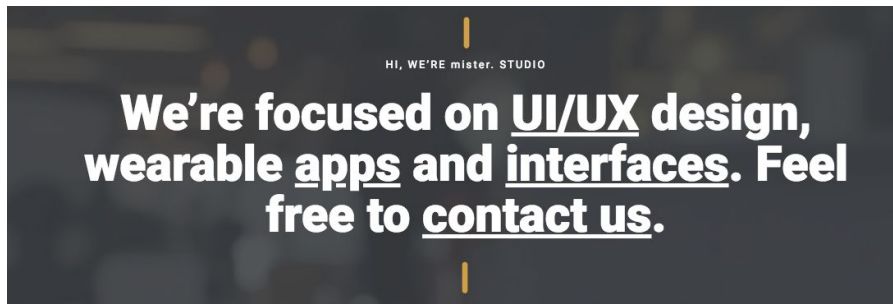 HI, WE'RE mister. STUDIO
We're focused on UI/UX design,
wearable apps and interfaces. Feel
free to contact us.